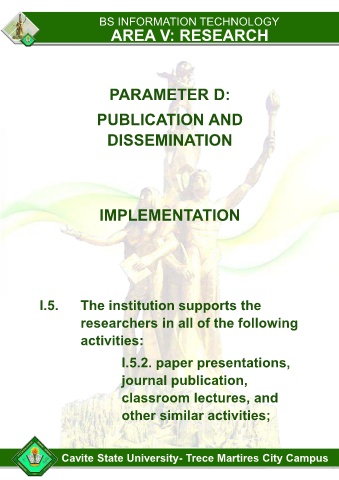 BS INFORMATION TECHNOLOGY
AREA V: RESEARCH
PARAMETER D:
PUBLICATION AND
DISSEMINATION
IMPLEMENTATION
I.5. The institution supports the
researchers in all of the following
activities:
I.5.2. paper presentations,
journal publication,
classroom lectures, and
other similar activities;
Cavite State University- Trece Martires City Campus